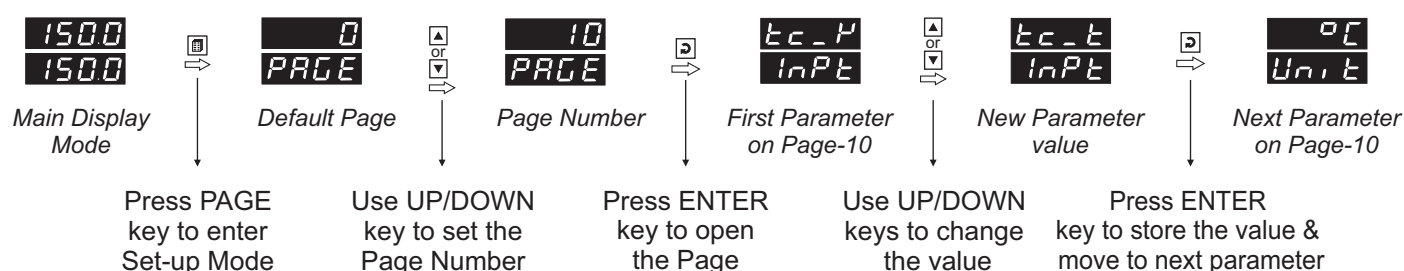 150.0
150.0
0
PAGE
or
10
PAGE
tc_K
InPt
or
tc_t
InPt
°C
Unit
Main Display
Mode
Default Page
Page Number
First Parameter
on Page-10
New Parameter
value
Next Parameter
on Page-10
Press PAGE
key to enter
Set-up Mode
Use UP/DOWN
key to set the
Page Number
Press ENTER
key to open
the Page
Use UP/DOWN
keys to change
the value
Press ENTER
key to store the value &
move to next parameter